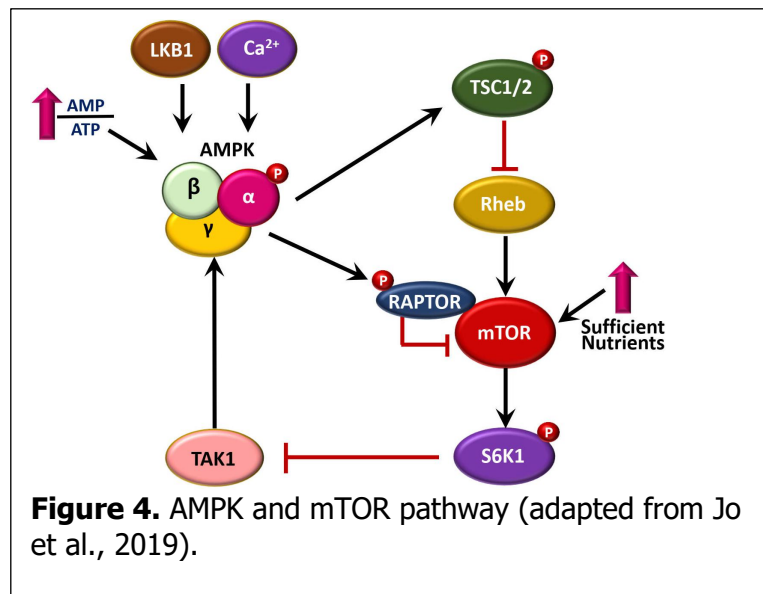 LKB1
Ca²⁺
P
TSC1/2
AMP
ATP
AMPK
P
β
α
γ
Rheb
P
RAPTOR
mTOR
Sufficient
Nutrients
TAK1
P
S6K1
Figure 4. AMPK and mTOR pathway (adapted from Jo
et al., 2019).